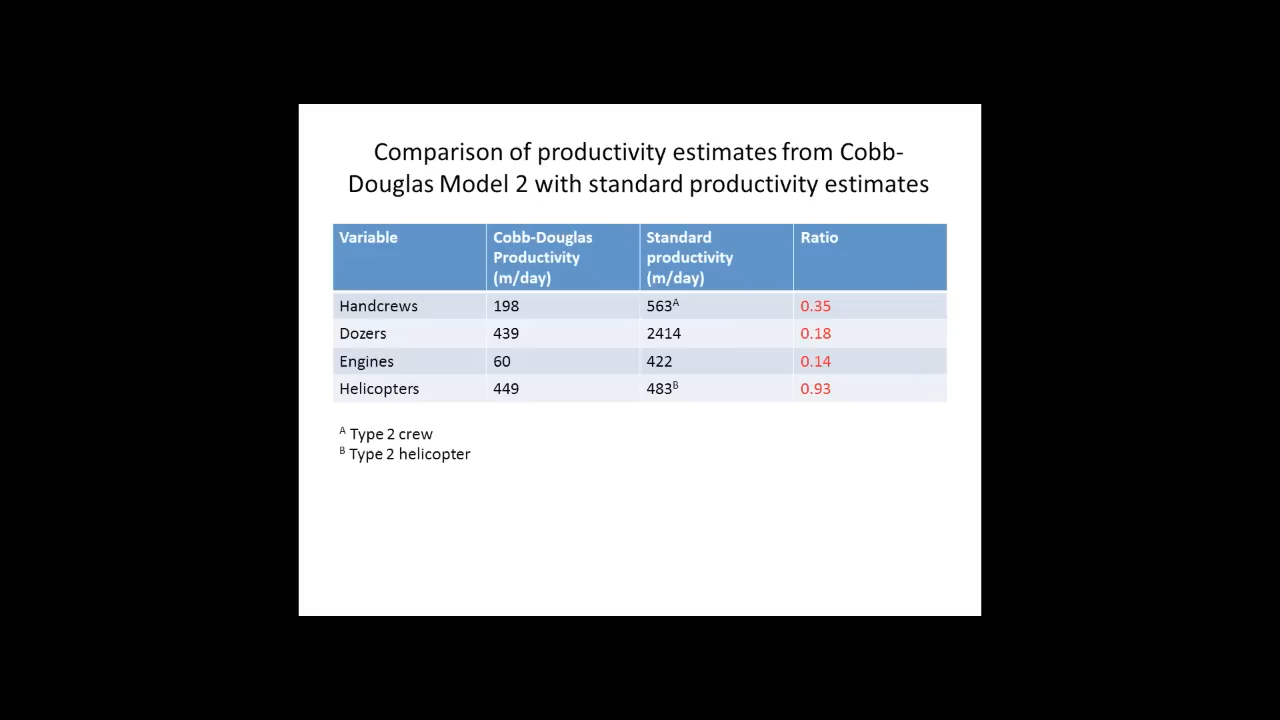 Comparison of productivity estimates from Cobb-
Douglas Model 2 with standard productivity estimates
Variable Cobb-Douglas Productivity (m/day) Standard productivity (m/day) Ratio
Handcrews 198 563ᴬ 0.35
Dozers 439 2414 0.18
Engines 60 422 0.14
Helicopters 449 483ᴮ 0.93
ᴬ Type 2 crew
ᴮ Type 2 helicopter